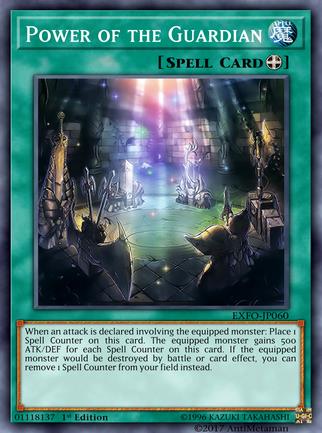 POWER OF THE GUARDIAN
[SPELL CARD]
EXFO-JP060
When an attack is declared involving the equipped monster: Place 1
Spell Counter on this card. The equipped monster gains 500
ATK/DEF for each Spell Counter on this card. If the equipped
monster would be destroyed by battle or card effect, you can
remove 1 Spell Counter from your field instead.
01118137 1st Edition ©1996 KAZUKI TAKAHASHI
©2017 AntiMetaman